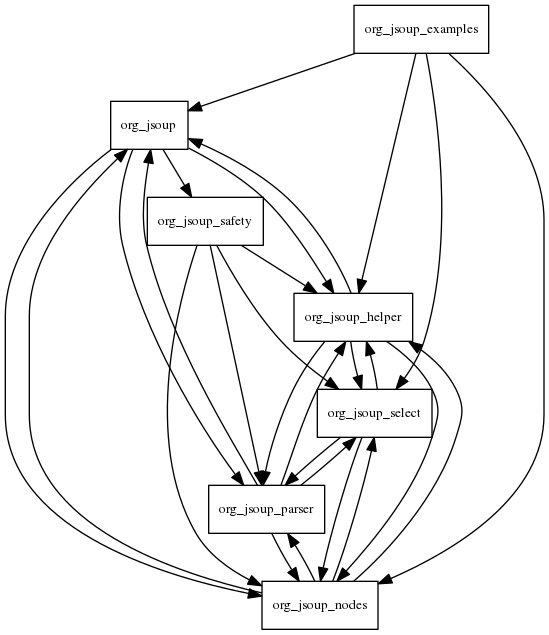 org_jsoup_examples
org_jsoup
org_jsoup_safety
org_jsoup_helper
org_jsoup_select
org_jsoup_parser
org_jsoup_nodes